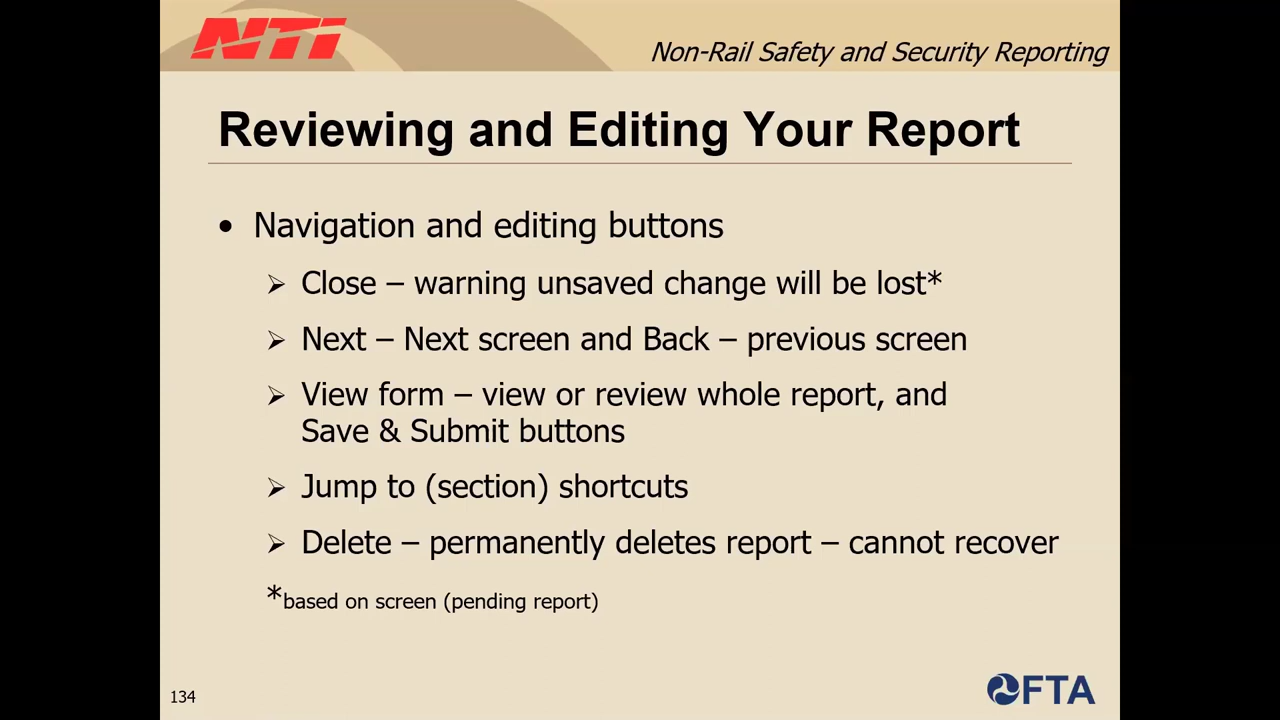 NTI
Non-Rail Safety and Security Reporting
Reviewing and Editing Your Report
• Navigation and editing buttons
➢ Close – warning unsaved change will be lost*
➢ Next – Next screen and Back – previous screen
➢ View form – view or review whole report, and
Save & Submit buttons
➢ Jump to (section) shortcuts
➢ Delete – permanently deletes report – cannot recover
*based on screen (pending report)
134
FTA